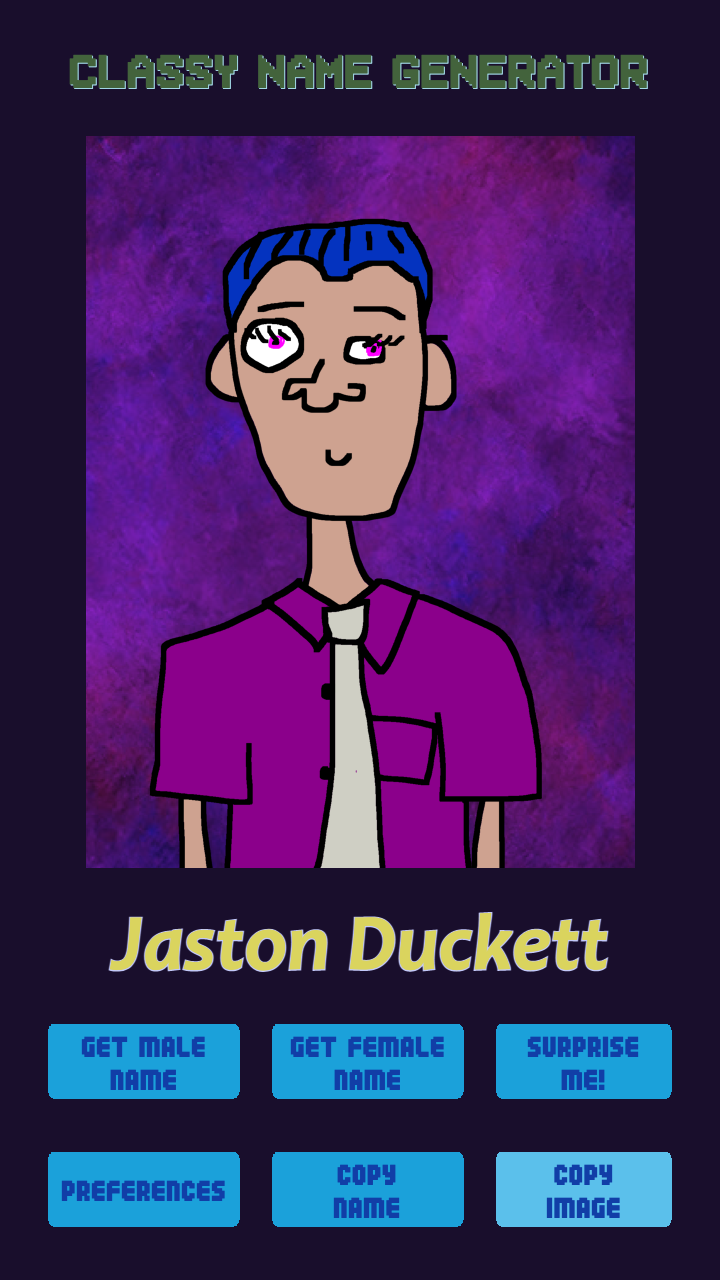 CLASSY NAME GENERATOR
Jaston Duckett
GET MALE
NAME
GET FEMALE
NAME
SURPRISE
ME!
PREFERENCES
COPY
NAME
COPY
IMAGE